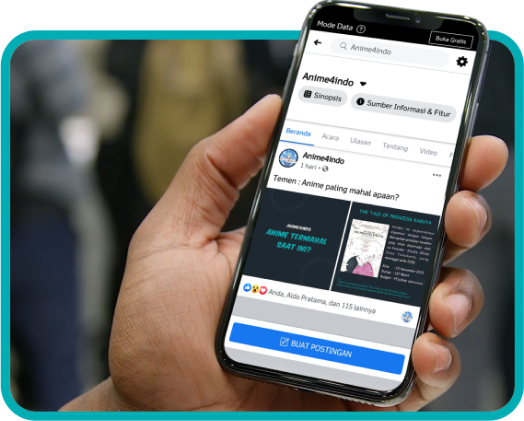 Mode Data
Buka Gratis
Anime4indo
Anime4indo
Sinopsis
Sumber Informasi & Fitur
Beranda
Acara
Ulasan
Tentang
Video
Anime4indo
1 hari
Temen : Anime paling mahal apaan?
ANIME TERMAHAL
SAAT INI?
THE TALE OF PRINCESS KAGUYA
Anda, Aldo Pratama, dan 115 lainnya
BUAT POSTINGAN